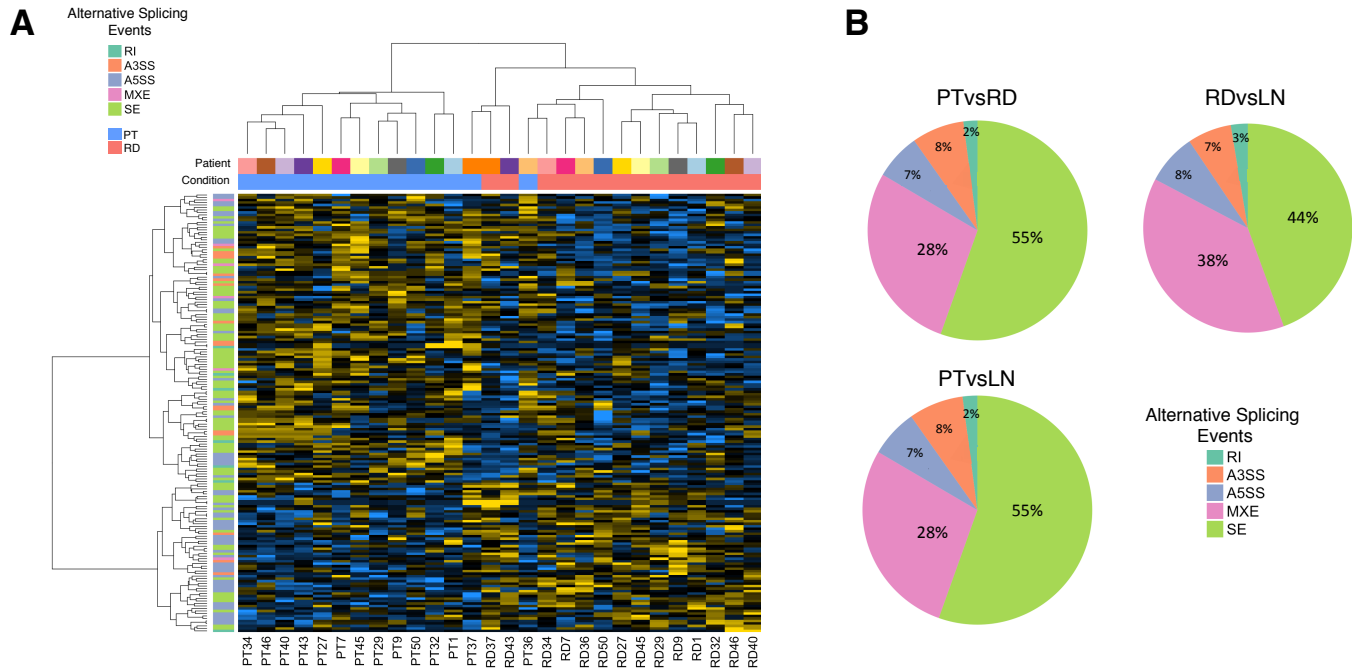 A
Alternative Splicing
Events
RI
A3SS
A5SS
MXE
SE
PT
RD
Patient
Condition
PT34
PT46
PT40
PT43
PT27
PT7
PT45
PT29
PT9
PT50
PT32
PT1
PT37
RD37
RD43
PT36
RD34
RD7
RD36
RD50
RD27
RD45
RD29
RD9
RD1
RD32
RD46
RD40
B
PTvsRD
2%
8%
7%
28%
55%
RDvsLN
3%
7%
8%
38%
44%
PTvsLN
2%
8%
7%
28%
55%
Alternative Splicing
Events
RI
A3SS
A5SS
MXE
SE